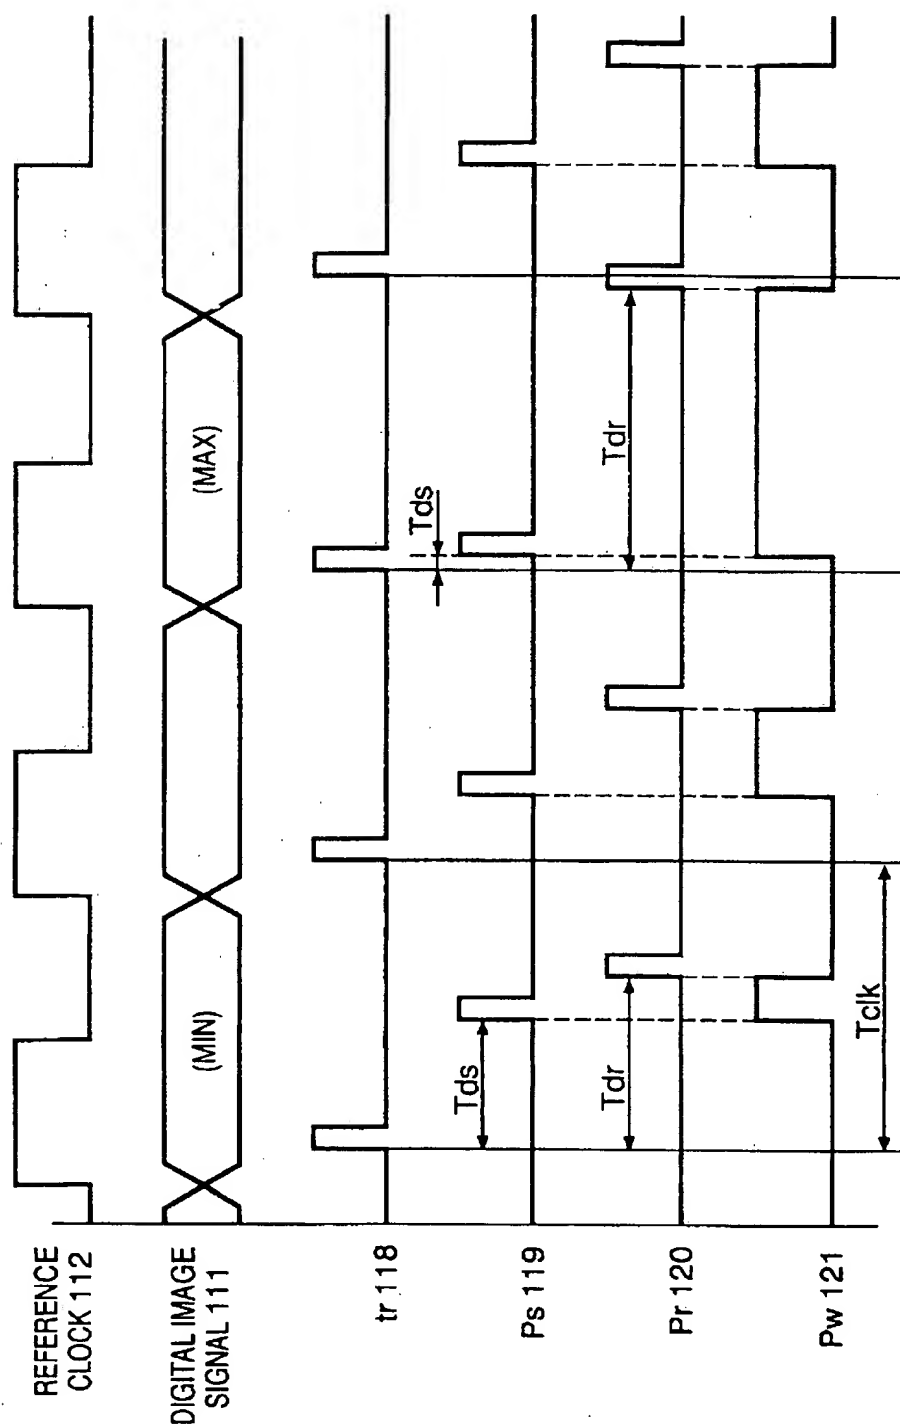 REFERENCE
CLOCK 112
DIGITAL IMAGE
SIGNAL 111
(MIN)
(MAX)
tr 118
Tds
Ps 119
Tds
Tdr
Pr 120
Tdr
Pw 121
Tclk